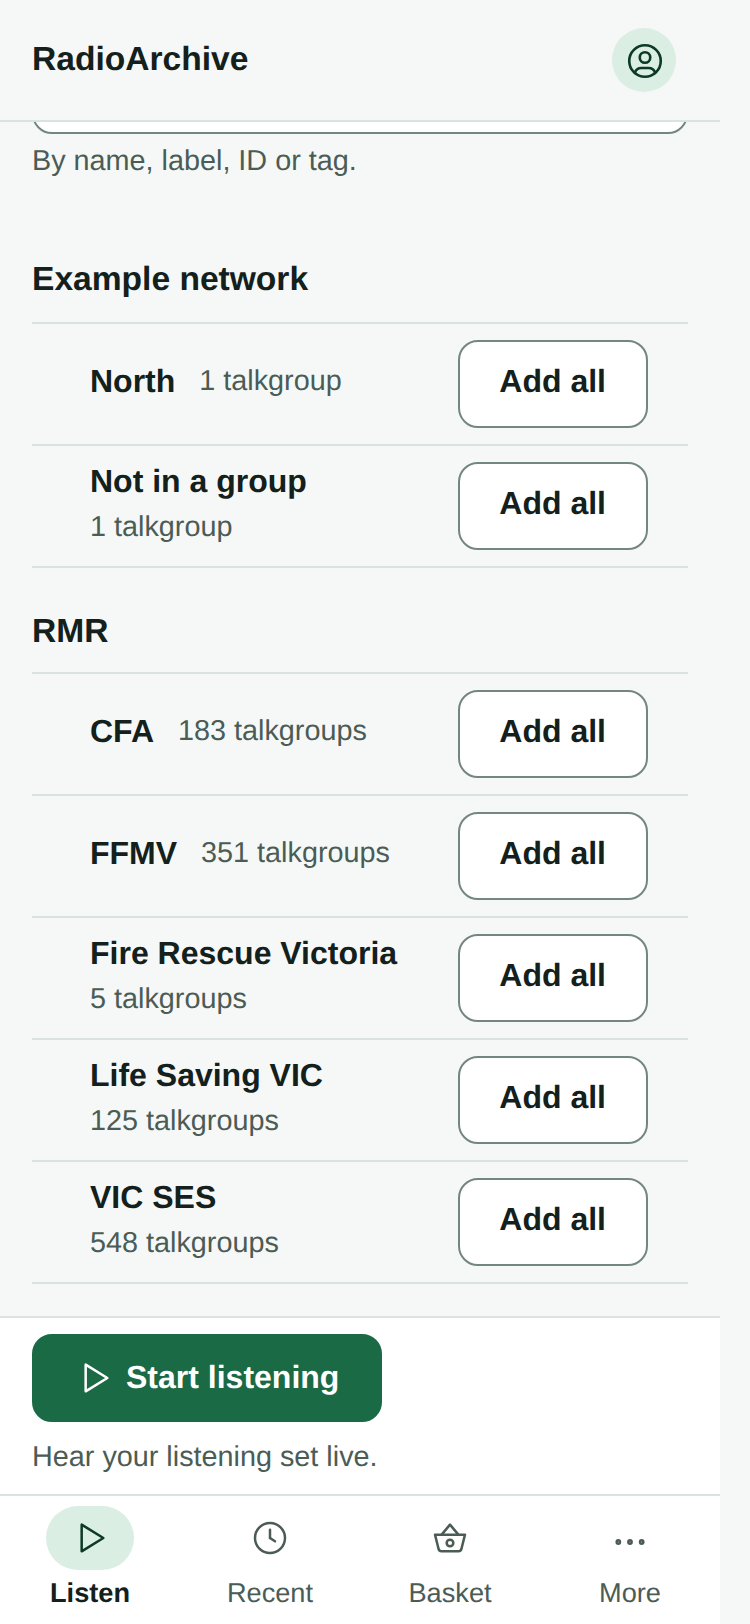 RadioArchive
By name, label, ID or tag.
Example network
North 1 talkgroup Add all
Not in a group
1 talkgroup
Add all
RMR
CFA 183 talkgroups Add all
FFMV 351 talkgroups Add all
Fire Rescue Victoria
5 talkgroups
Add all
Life Saving VIC
125 talkgroups
Add all
VIC SES
548 talkgroups
Add all
Start listening
Hear your listening set live.
Listen Recent Basket More